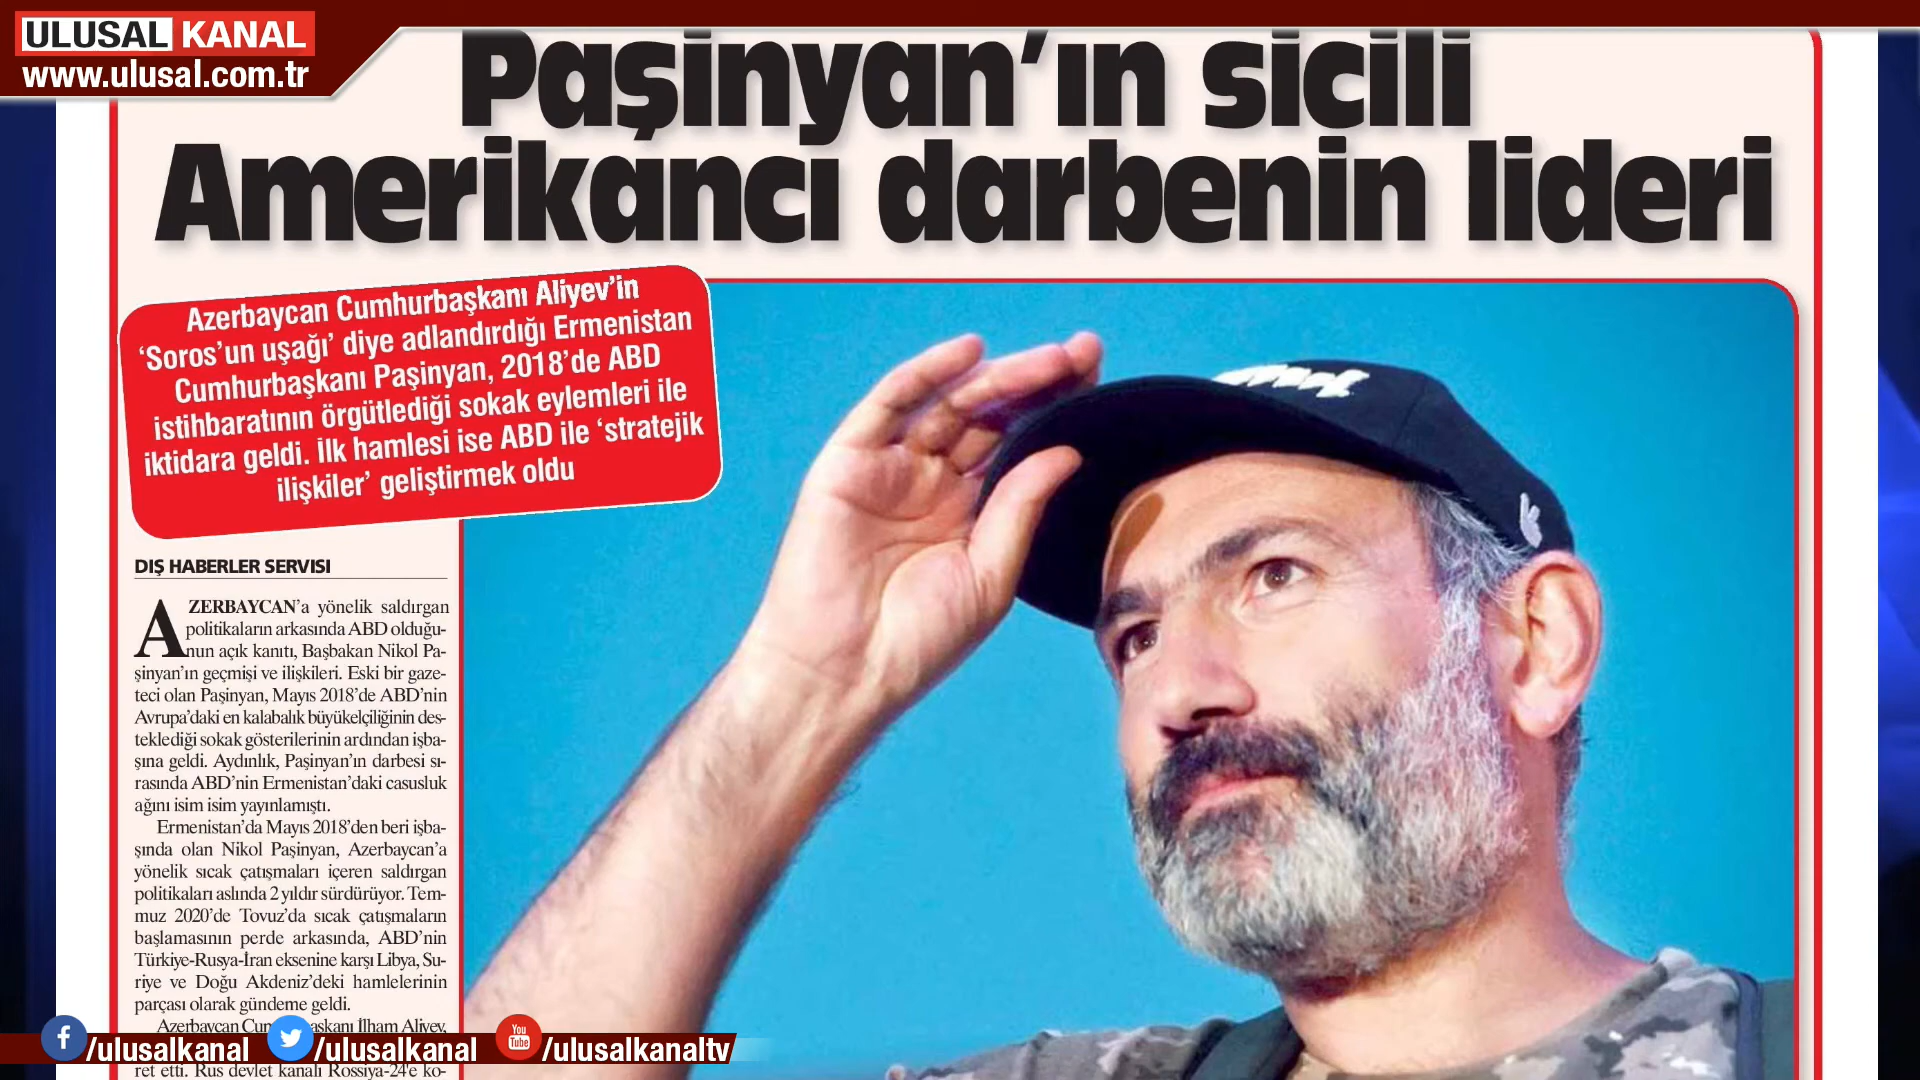 ULUSAL KANAL
www.ulusal.com.tr
Paşinyan’ın sicili
Amerikancı darbenin lideri
Azerbaycan Cumhurbaşkanı Aliyev’in
‘Soros’un uşağı’ diye adlandırdığı Ermenistan
Cumhurbaşkanı Paşinyan, 2018’de ABD
istihbaratının örgütlediği sokak eylemleri ile
iktidara geldi. İlk hamlesi ise ABD ile ‘stratejik
ilişkiler’ geliştirmek oldu
DIŞ HABERLER SERVISI
AZERBAYCAN’a yönelik saldırgan
politikaların arkasında ABD olduğu-
nun açık kanıtı, Başbakan Nikol Pa-
şinyan’ın geçmişi ve ilişkileri. Eski bir gaze-
teci olan Paşinyan, Mayıs 2018’de ABD’nin
Avrupa’daki en kalabalık büyükelçiliğinin des-
teklediği sokak gösterilerinin ardından işba-
şına geldi. Aydınlık, Paşinyan’ın darbesi sı-
rasında ABD’nin Ermenistan’daki casusluk
ağını isim isim yayınlamıştı.
Ermenistan’da Mayıs 2018’den beri işba-
şında olan Nikol Paşinyan, Azerbaycan’a
yönelik sıcak çatışmaları içeren saldırgan
politikaları aslında 2 yıldır sürdürüyor. Tem-
muz 2020’de Tovuz’da sıcak çatışmaların
başlamasının perde arkasında, ABD’nin
Türkiye-Rusya-İran eksenine karşı Libya, Su-
riye ve Doğu Akdeniz’deki hamlelerinin
parçası olarak gündeme geldi.
Azerbaycan Cum aşkanı İlham Aliyev,
ret etti. Rus devlet kanalı Rossiya-24'e ko-
/ulusalkanal
/ulusalkanal
You Tube
/ulusalkanaltv